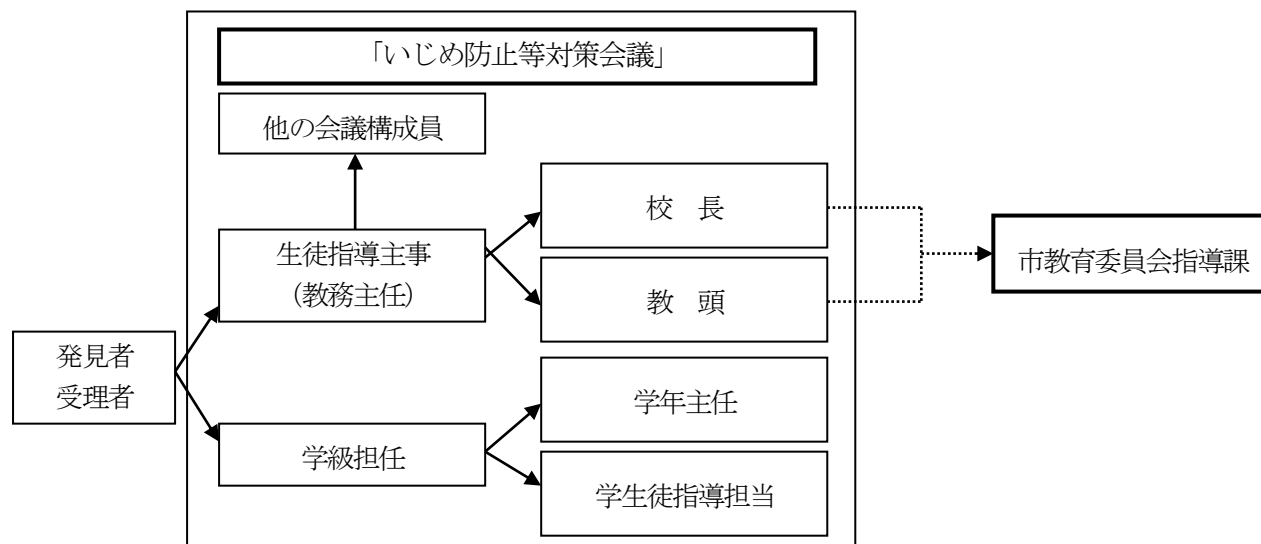 「いじめ防止等対策会議」
他の会議構成員
校　長
生徒指導主事
（教務主任）
市教育委員会指導課
教　頭
発見者
受理者
学年主任
学級担任
学生徒指導担当